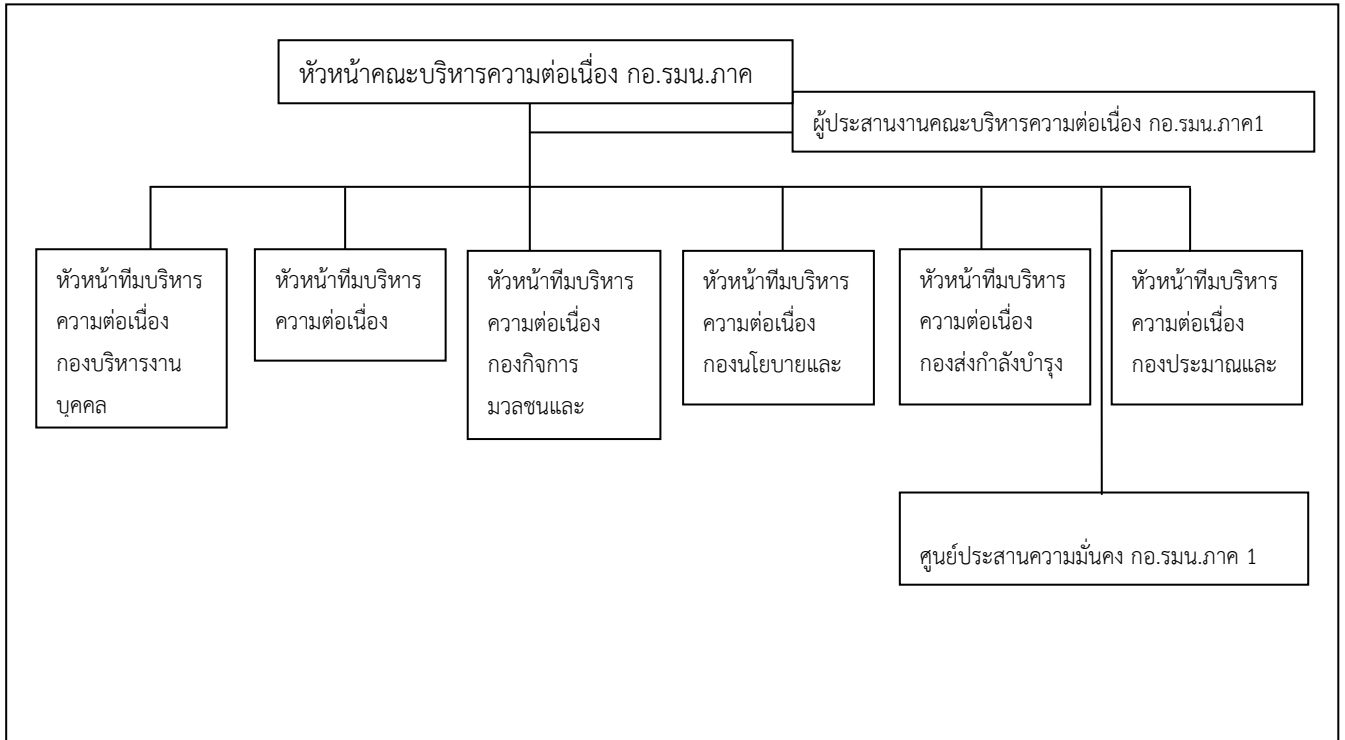 หัวหน้าคณะบริหารความต่อเนื่อง กอ.รมน.ภาค
ผู้ประสานงานคณะบริหารความต่อเนื่อง กอ.รมน.ภาค1
หัวหน้าทีมบริหาร
ความต่อเนื่อง
กองบริหารงาน
บุคคล
หัวหน้าทีมบริหาร
ความต่อเนื่อง
หัวหน้าทีมบริหาร
ความต่อเนื่อง
กองกิจการ
มวลชนและ
หัวหน้าทีมบริหาร
ความต่อเนื่อง
กองนโยบายและ
หัวหน้าทีมบริหาร
ความต่อเนื่อง
กองส่งกำลังบำรุง
หัวหน้าทีมบริหาร
ความต่อเนื่อง
กองประมาณและ
ศูนย์ประสานความมั่นคง กอ.รมน.ภาค 1